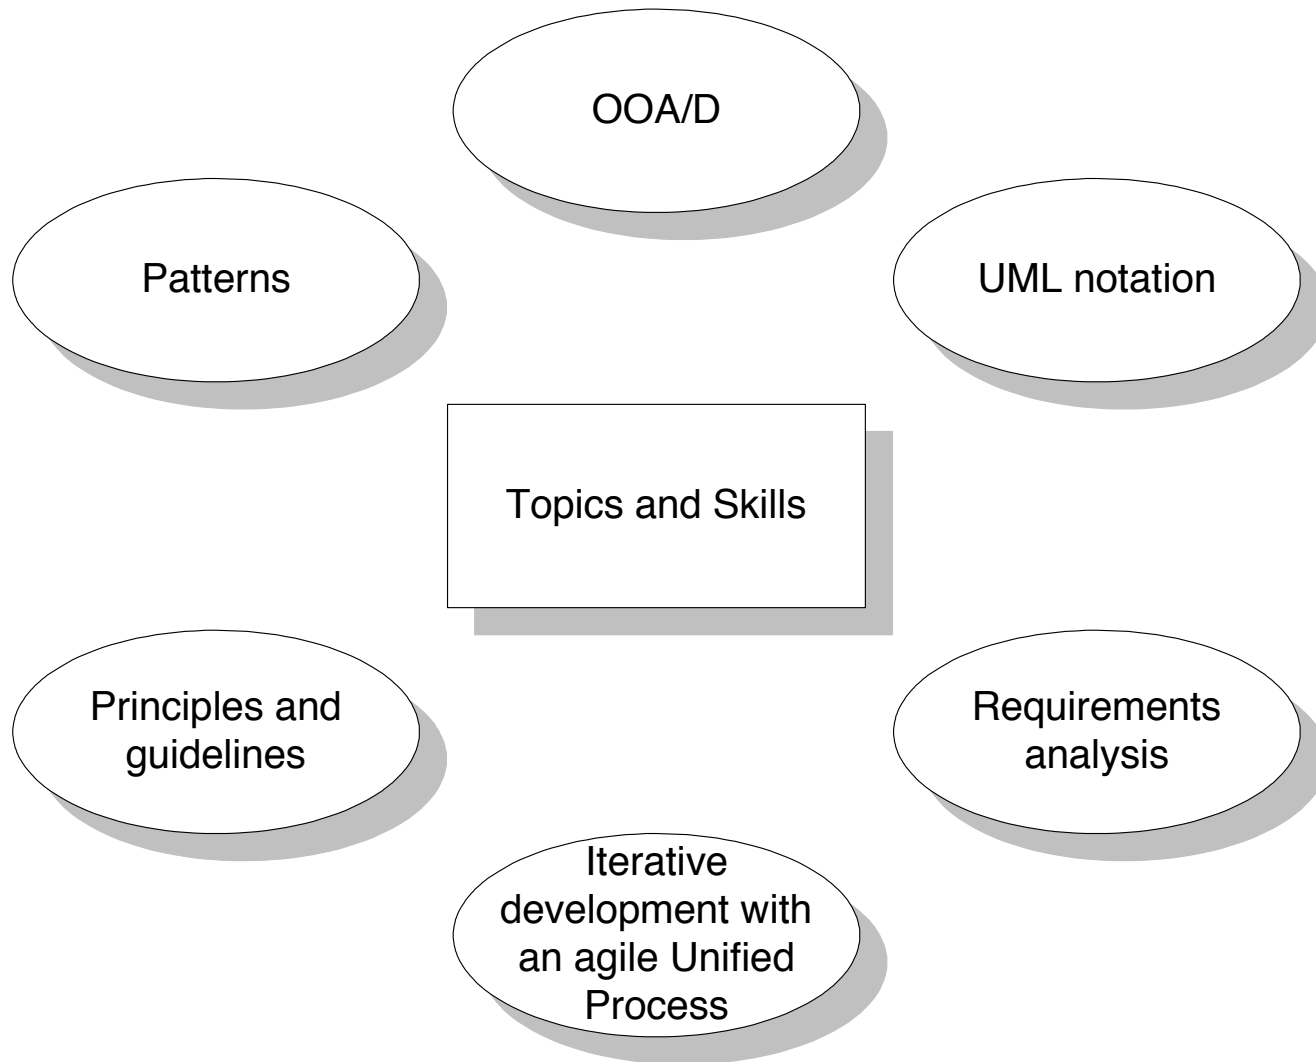 OOA/D
Patterns
UML notation
Topics and Skills
Principles and
guidelines
Requirements
analysis
Iterative
development with
an agile Unified
Process